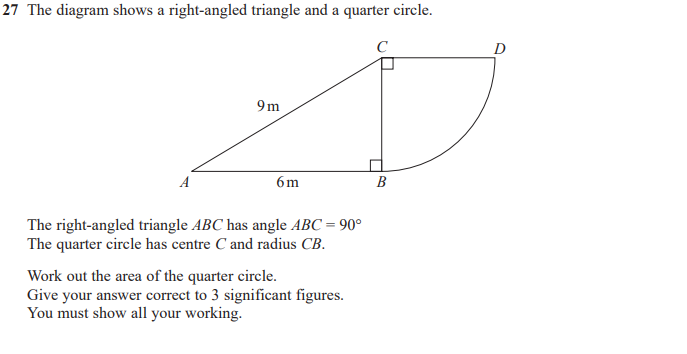 27 The diagram shows a right-angled triangle and a quarter circle.
C
D
9 m
A
6 m
B
The right-angled triangle ABC has angle ABC = 90°
The quarter circle has centre C and radius CB.
Work out the area of the quarter circle.
Give your answer correct to 3 significant figures.
You must show all your working.